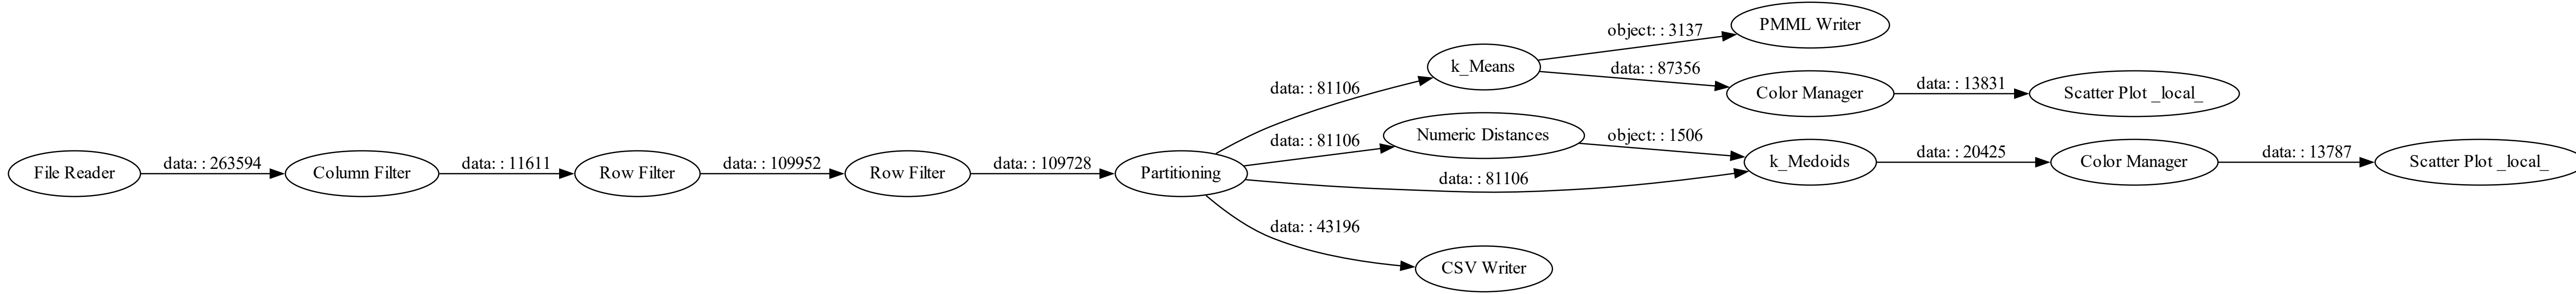 File Reader
data: : 263594
Column Filter
data: : 11611
Row Filter
data: : 109952
Row Filter
data: : 109728
Partitioning
data: : 81106
k_Means
object: : 3137
PMML Writer
data: : 87356
Color Manager
data: : 13831
Scatter Plot _local_
data: : 81106
Numeric Distances
object: : 1506
data: : 81106
k_Medoids
data: : 20425
Color Manager
data: : 13787
Scatter Plot _local_
data: : 43196
CSV Writer